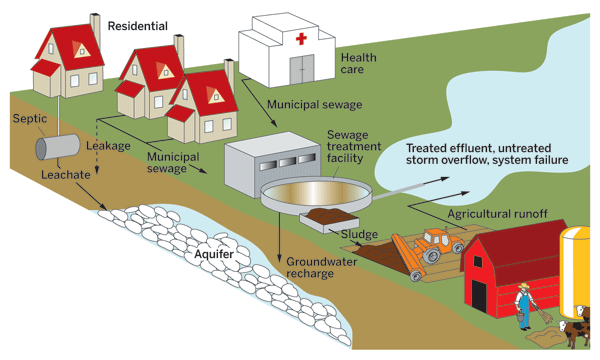 Residential
Health
care
Municipal sewage
Septic
Leakage
Municipal
sewage
Sewage
treatment
facility
Treated effluent, untreated
storm overflow, system failure
Leachate
Agricultural runoff
Sludge
Aquifer
Groundwater
recharge